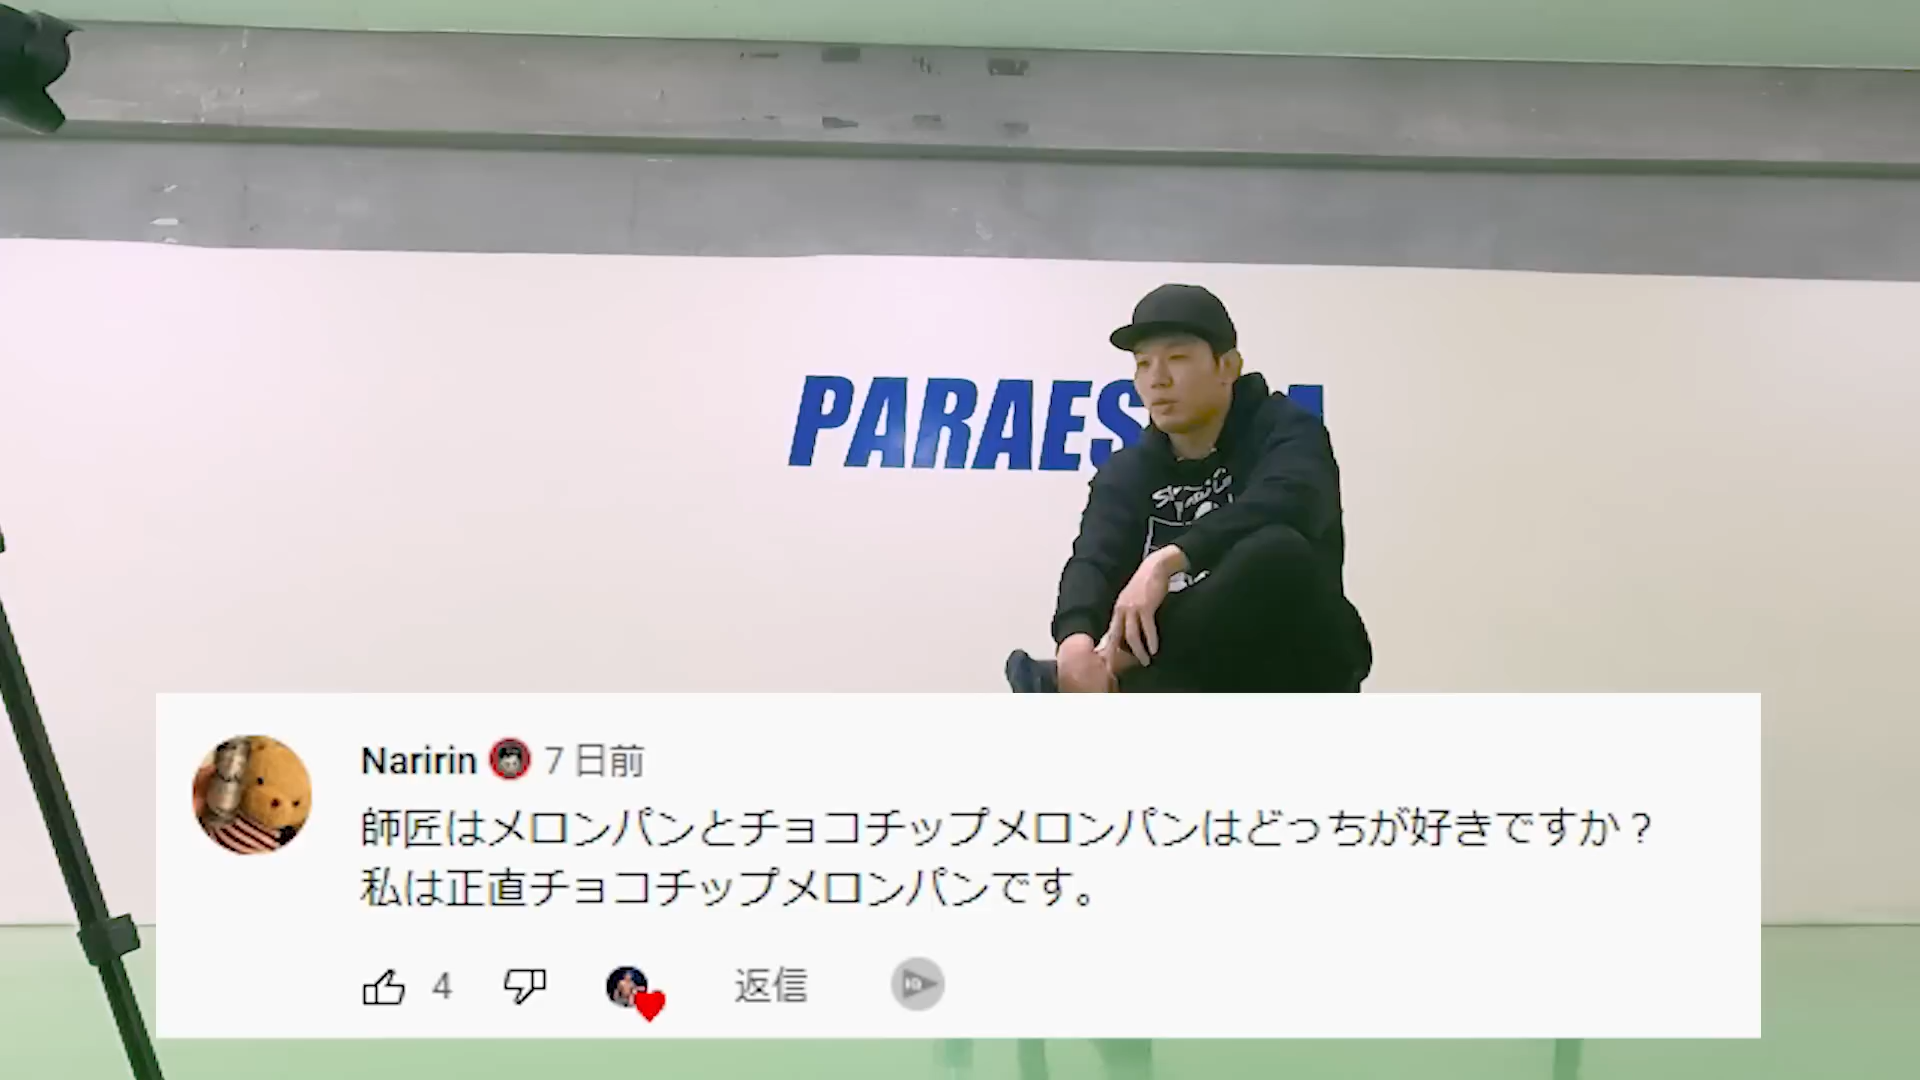 PARAES
Naririn 7 日前
師匠はメロンパンとチョコチップメロンパンはどっちが好きですか？
私は正直チョコチップメロンパンです。
4 返信